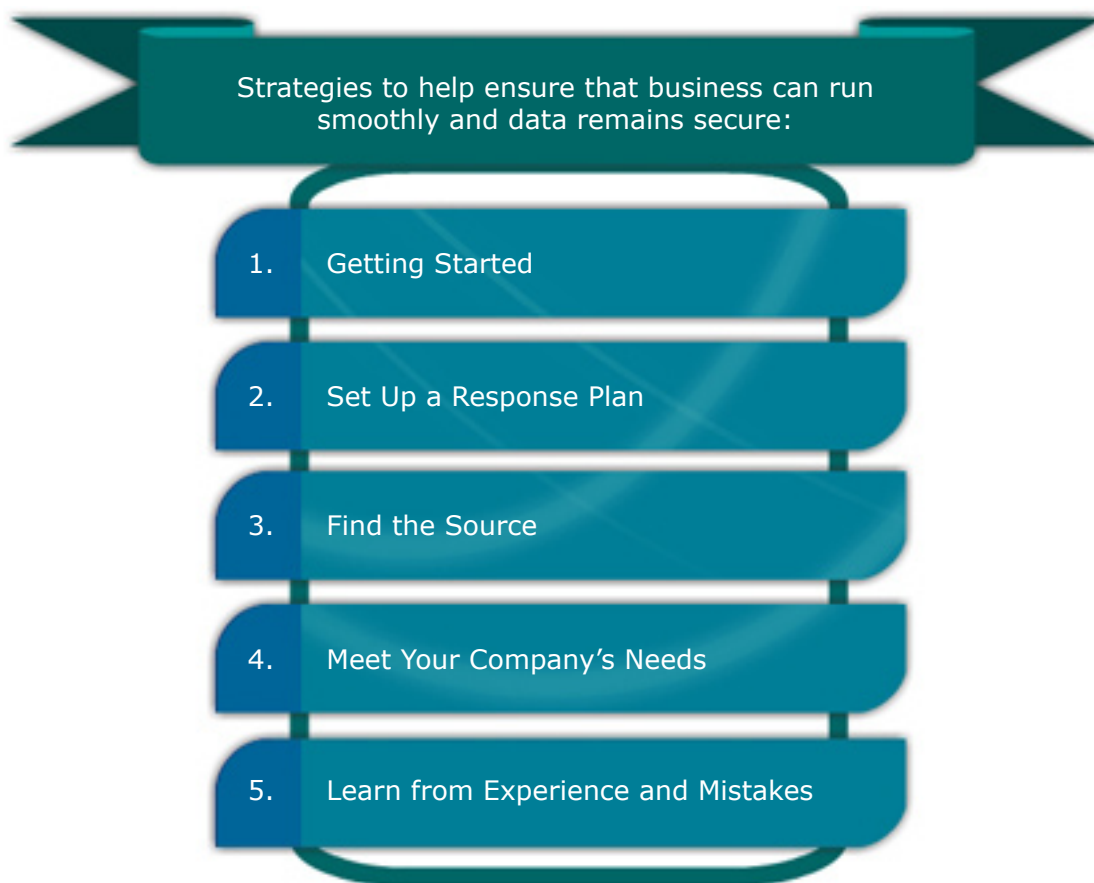 Strategies to help ensure that business can run
smoothly and data remains secure:
1. Getting Started
2. Set Up a Response Plan
3. Find the Source
4. Meet Your Company’s Needs
5. Learn from Experience and Mistakes